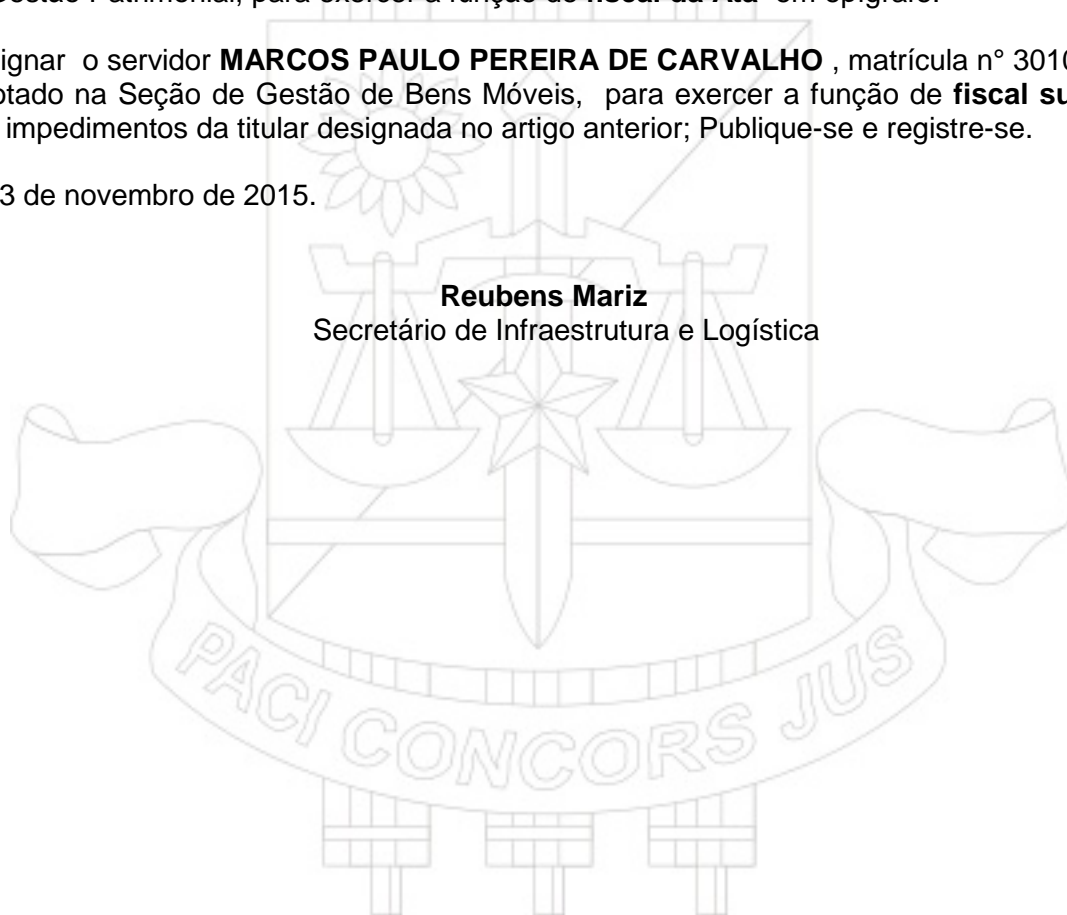 Gestão Patrimonial, para exercer a função de fiscal da Ata em epígrafe.
ignar o servidor MARCOS PAULO PEREIRA DE CARVALHO , matrícula n° 3010
otado na Seção de Gestão de Bens Móveis, para exercer a função de fiscal su
impedimentos da titular designada no artigo anterior; Publique-se e registre-se.
3 de novembro de 2015.
Reubens Mariz
Secretário de Infraestrutura e Logística
PACI CONCORS JUS